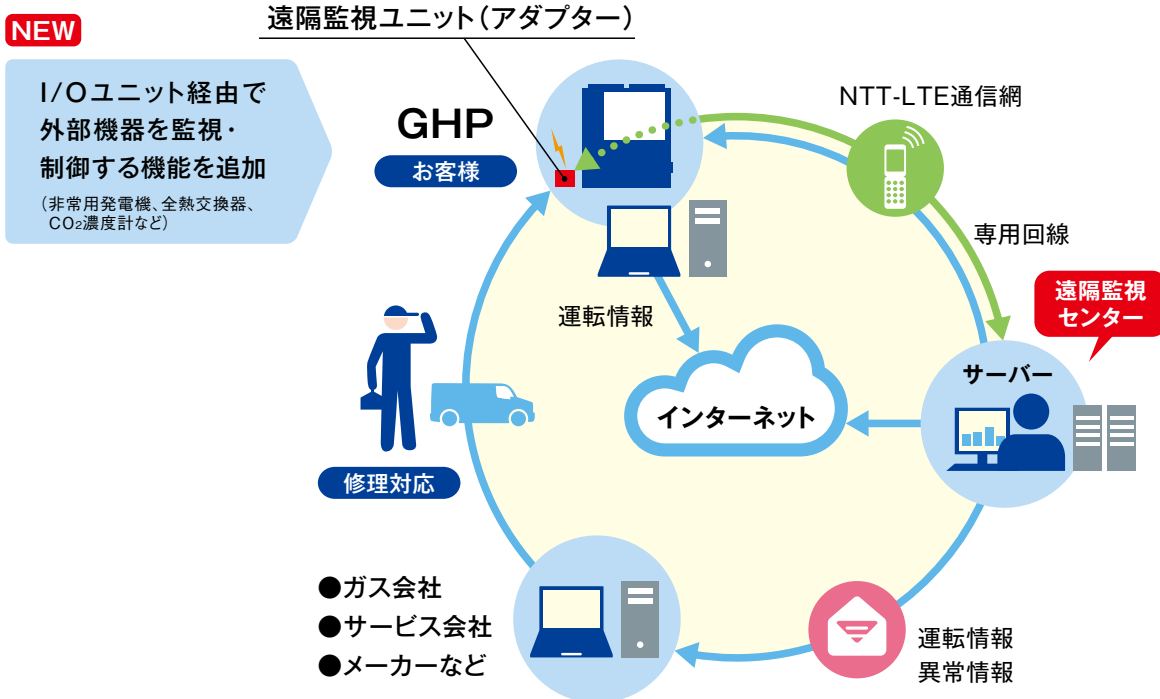 遠隔監視ユニット（アダプター）
NEW
I/Oユニット経由で
外部機器を監視・
制御する機能を追加
（非常用発電機、全熱交換器、
CO₂濃度計など）
GHP
お客様
NTT-LTE通信網
専用回線
遠隔監視
センター
運転情報
サーバー
インターネット
修理対応
●ガス会社
●サービス会社
●メーカーなど
運転情報
異常情報